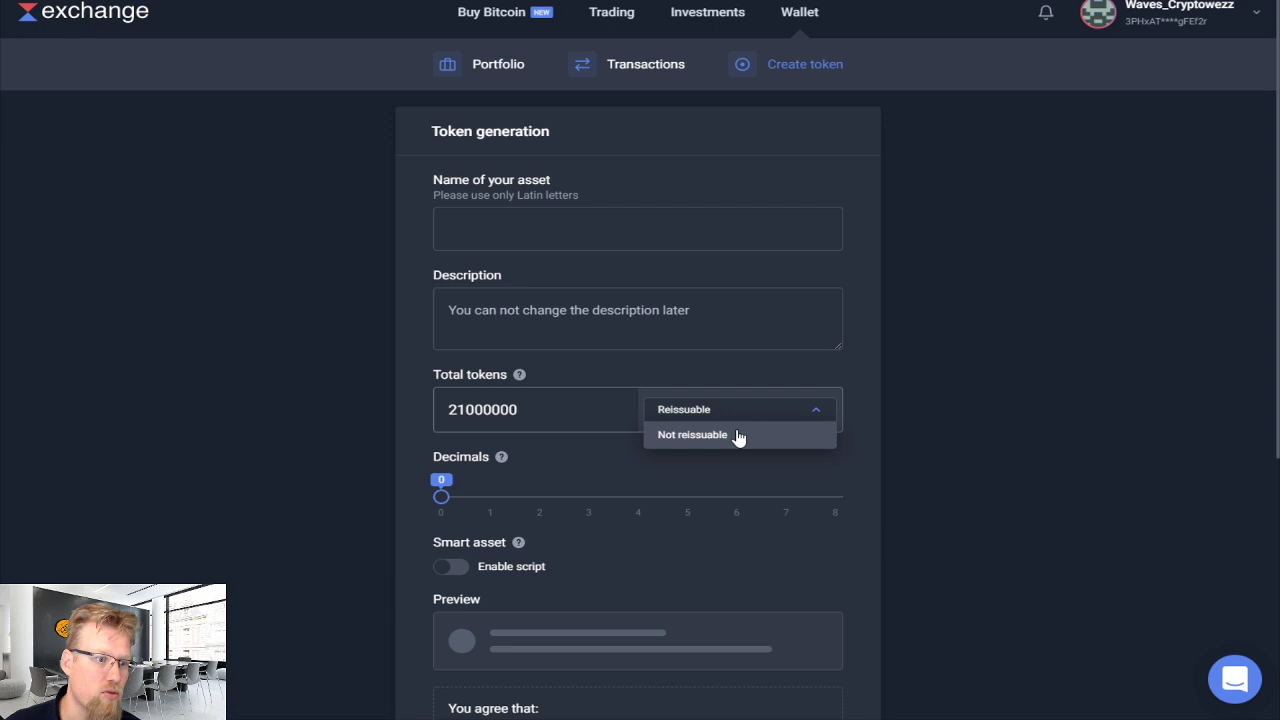 exchange
Buy Bitcoin NEW
Trading
Investments
Wallet
Waves_Cryptowezz
3PHxAT****gFEf2r
Portfolio
Transactions
Create token
Token generation
Name of your asset
Please use only Latin letters
Description
You can not change the description later
Total tokens ?
21000000
Reissuable
Not reissuable
Decimals ?
0
0 1 2 3 4 5 6 7 8
Smart asset ?
Enable script
Preview
You agree that: